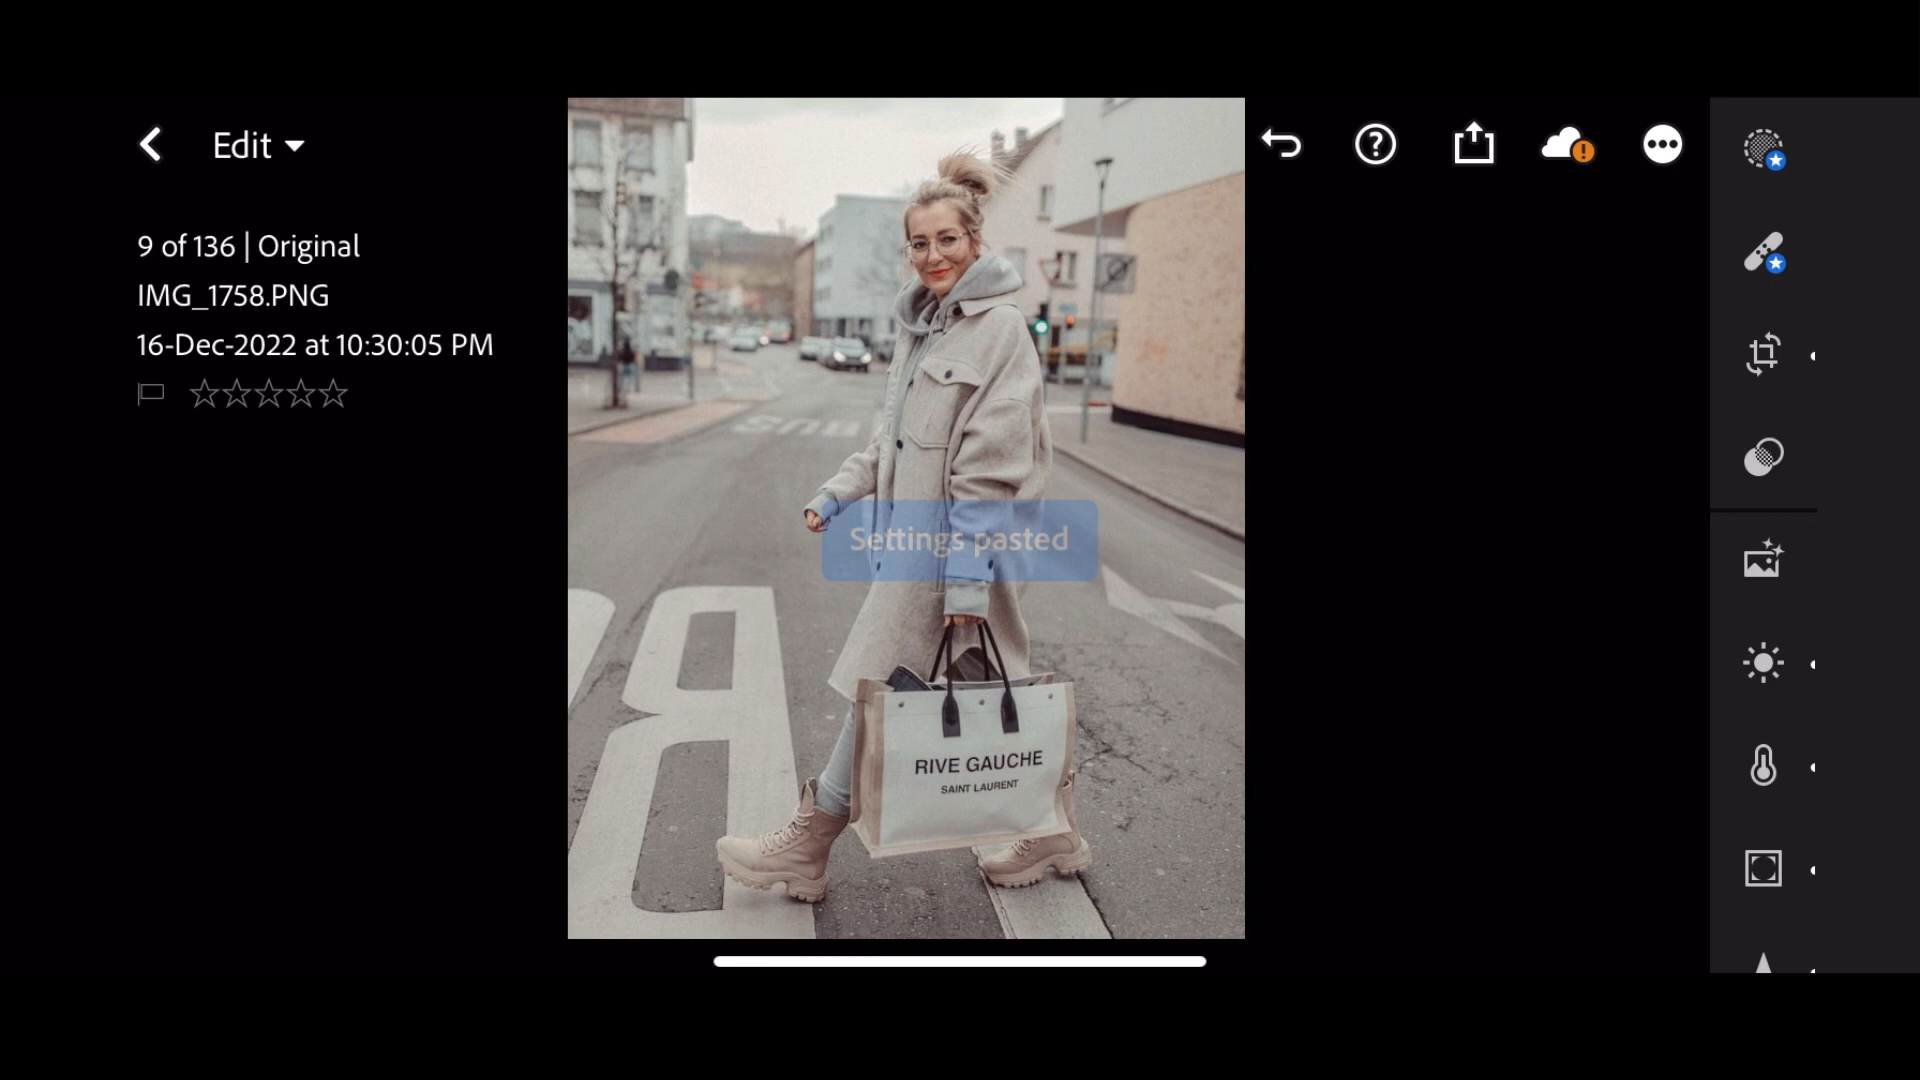 Edit
9 of 136 | Original
IMG_1758.PNG
16-Dec-2022 at 10:30:05 PM
BUS
Settings pasted
RIVE GAUCHE
SAINT LAURENT